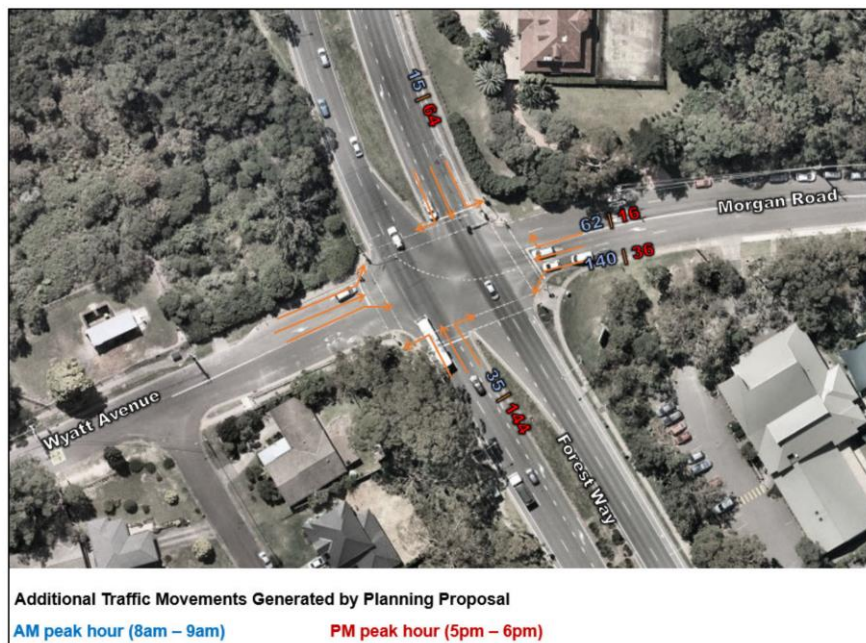 15 | 64
Morgan Road
62 | 16
140 | 36
35 | 144
Wyatt Avenue
Forest Way
Additional Traffic Movements Generated by Planning Proposal
AM peak hour (8am – 9am)
PM peak hour (5pm – 6pm)